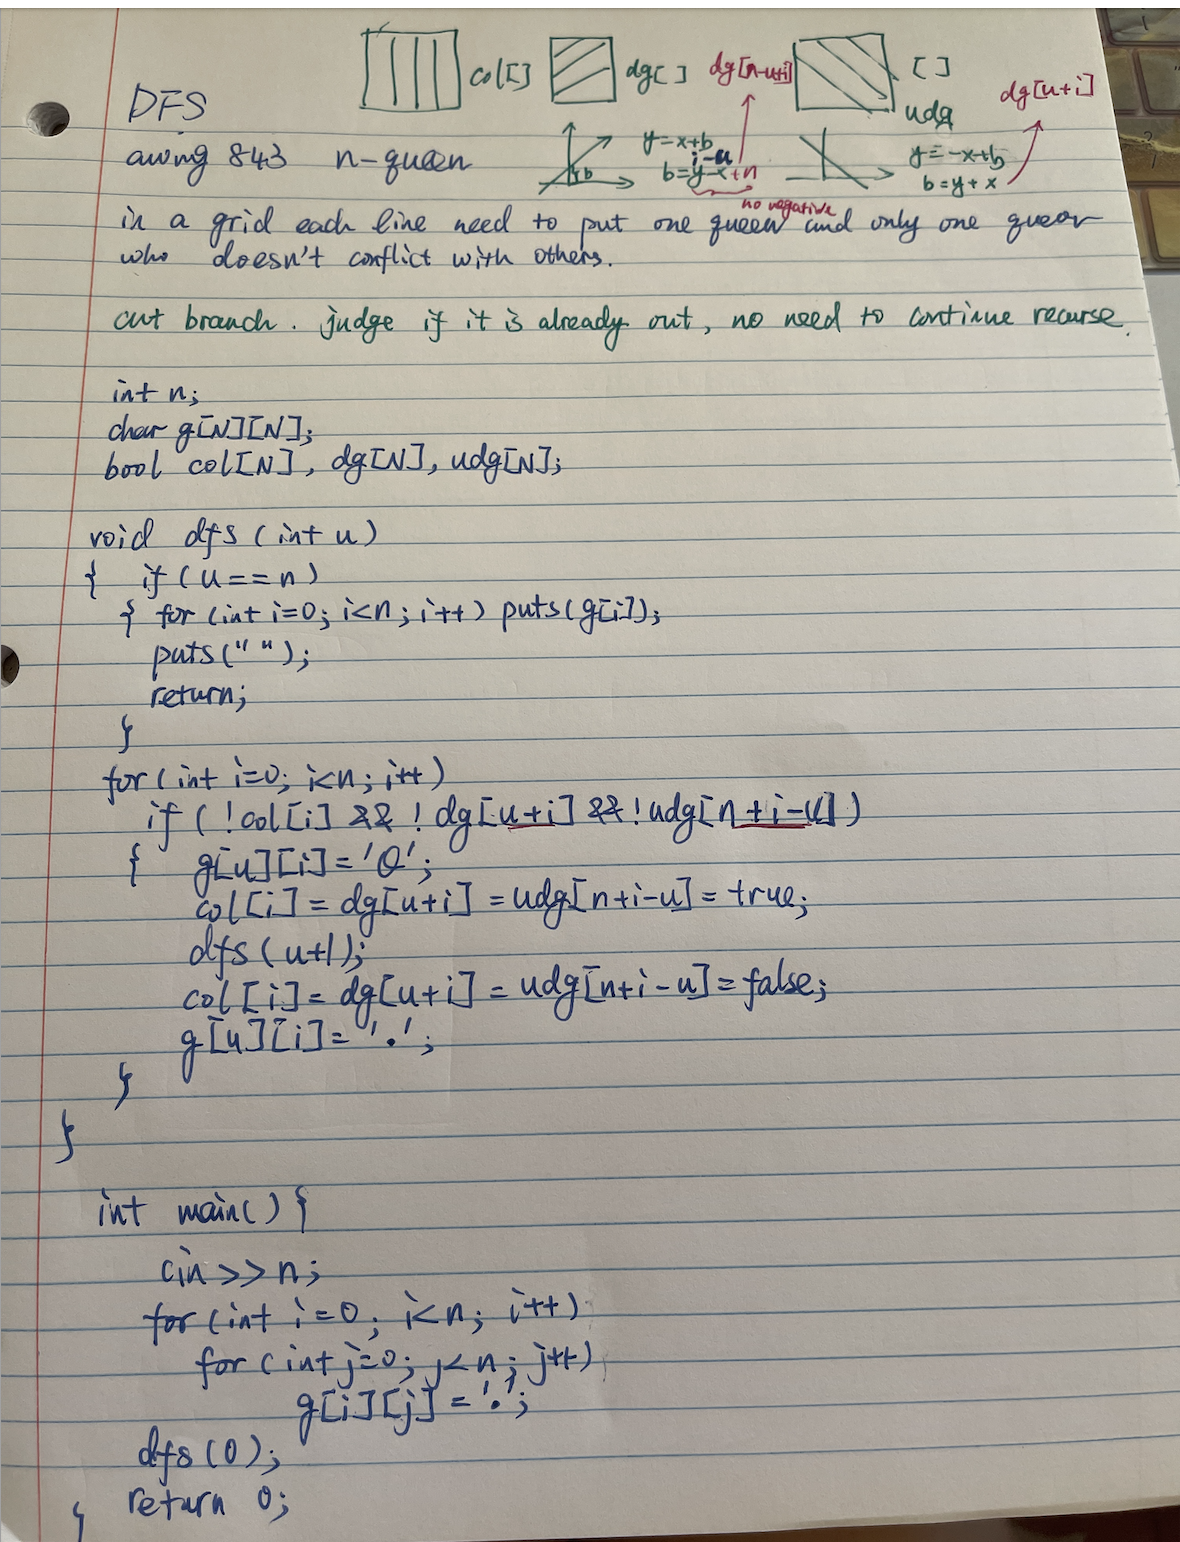 col[] dg[ ] dg[n-u+i] [ ] dg[u+i]
udg
DFS
y=x+b
i-u
b=y-x+n
no negative
y=-x+b
b=y+x
b
acwing 843 n-queen
in a grid each line need to put one queen and only one queen
who doesn't conflict with others.
cut branch. judge if it is already out, no need to continue recurse.
int n;
char g[N][N];
bool col[N], dg[N], udg[N];
void dfs (int u)
{ if (u==n)
{ for (int i=0; i<n; i++) puts(g[i]);
puts(" ");
return;
}
for (int i=0; i<n; i++)
if (!col[i] && !dg[u+i] && !udg[n+i-u])
{ g[u][i]='Q';
col[i] = dg[u+i] = udg[n+i-u] = true;
dfs(u+1);
col[i] = dg[u+i] = udg[n+i-u] = false;
g[u][i]='.';
}
}
int main() {
cin >> n;
for (int i=0; i<n; i++)
for (int j=0; j<n; j++)
g[i][j]='.';
dfs(0);
return 0;
}